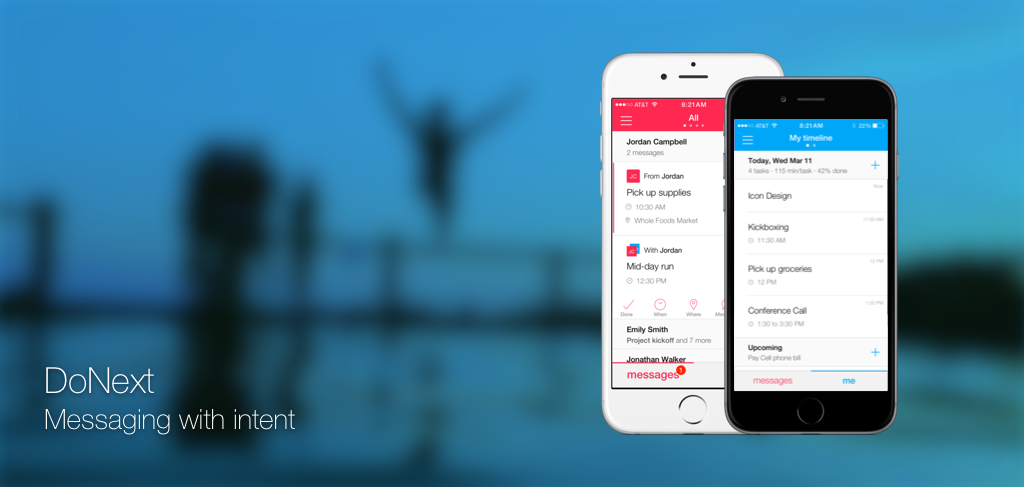 DoNext
Messaging with intent
AT&T 8:21AM
All
Jordan Campbell
2 messages
JC From Jordan
Pick up supplies
10:30 AM
Whole Foods Market
JC With Jordan
Mid-day run
12:30 PM
Done When Where
Emily Smith
Project kickoff and 7 more
Jonathan Walker
messages 1
AT&T 8:21AM 22%
My timeline
Today, Wed Mar 11
4 tasks · 115 min/task · 42% done
Now
Icon Design
11:30 AM
Kickboxing
11:30 AM
12 PM
Pick up groceries
12 PM
1:30 PM
Conference Call
1:30 to 3:30 PM
Upcoming
Pay Cell phone bill
messages me